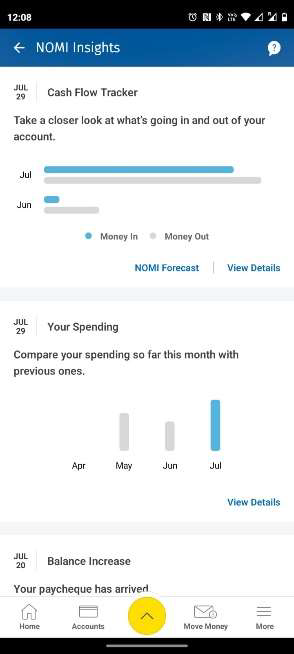 12:08
VoLTE
NOMI Insights
?
JUL
29
Cash Flow Tracker
Take a closer look at what's going in and out of your
account.
Jul
Jun
Money In Money Out
NOMI Forecast View Details
JUL
29
Your Spending
Compare your spending so far this month with
previous ones.
Apr May Jun Jul
View Details
JUL
20
Balance Increase
Your paycheque has arrived
Home Accounts Move Money More